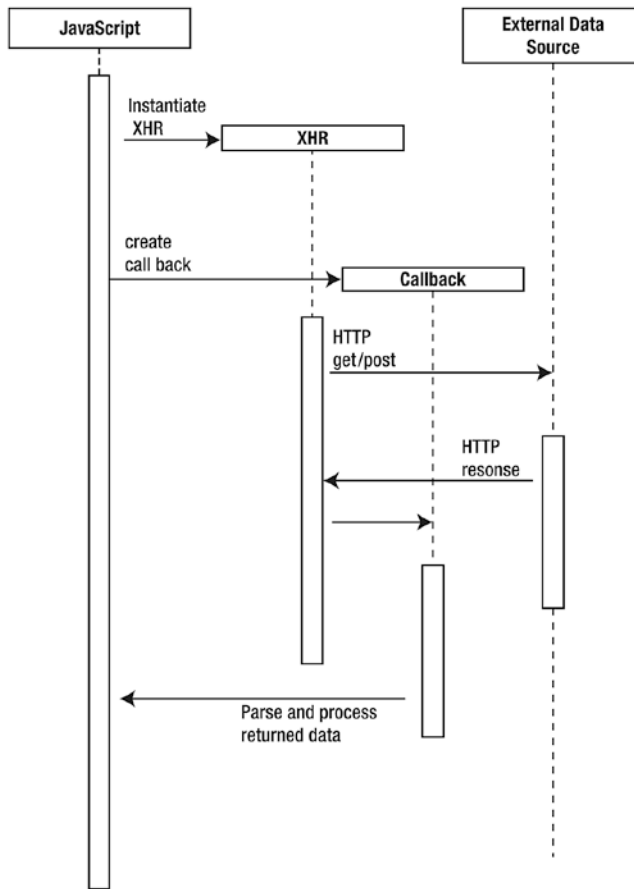 JavaScript
External Data
Source
Instantiate
XHR
XHR
create
call back
Callback
HTTP
get/post
HTTP
resonse
Parse and process
returned data